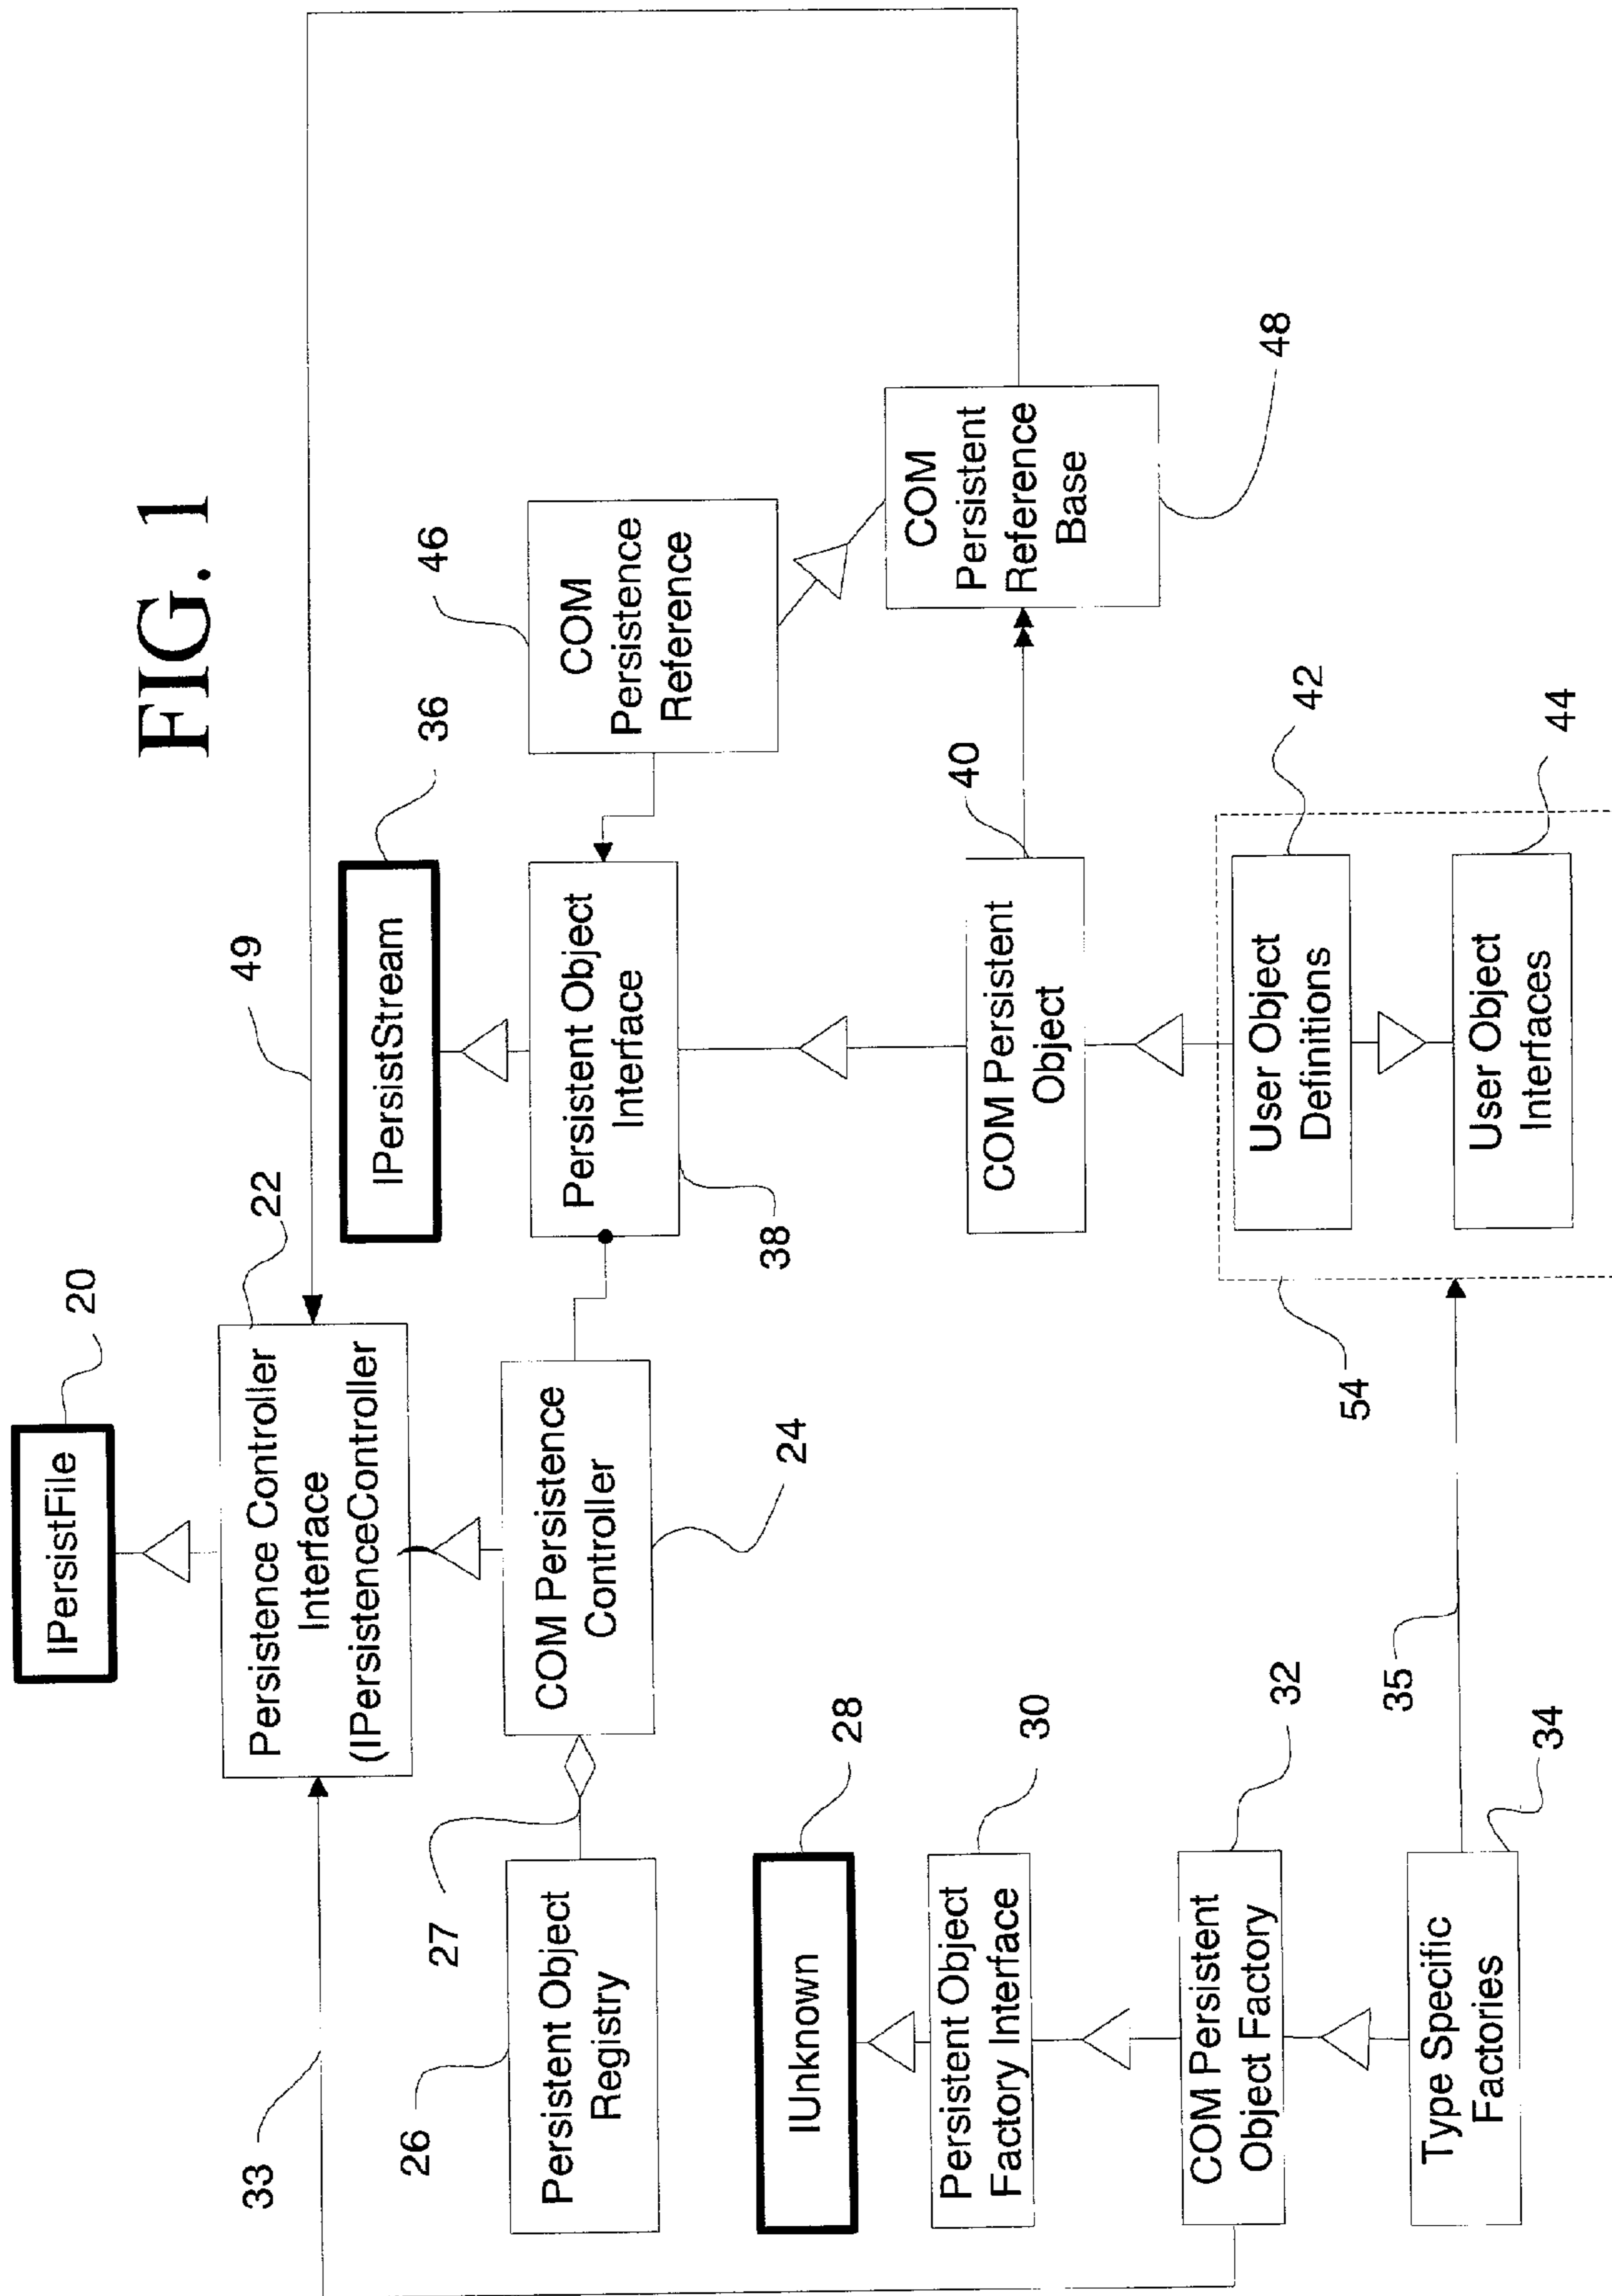 FIG. 1
IPersistFile
20
Persistence Controller
Interface
(IPersistenceController
22
49
33
COM Persistence
Controller
24
Persistent Object
Registry
26
27
IPersistStream
36
Persistent Object
Interface
38
COM
Persistence
Reference
46
COM
Persistent
Reference
Base
48
IUnknown
28
Persistent Object
Factory Interface
30
COM Persistent
Object Factory
32
Type Specific
Factories
34
35
COM Persistent
Object
40
User Object
Definitions
42
User Object
Interfaces
44
54